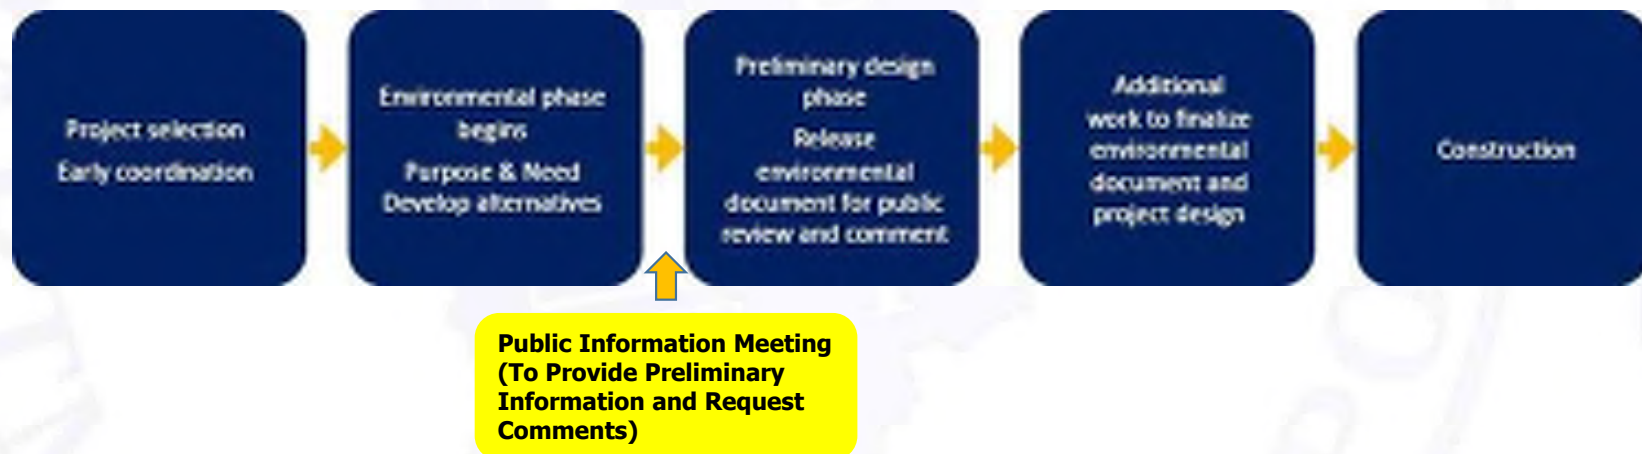 Project selection
Early coordination
Environmental phase
begins
Purpose & Need
Develop alternatives
Preliminary design
phase
Release
environmental
document for public
review and comment
Additional
work to finalize
environmental
document and
project design
Construction
Public Information Meeting
(To Provide Preliminary
Information and Request
Comments)